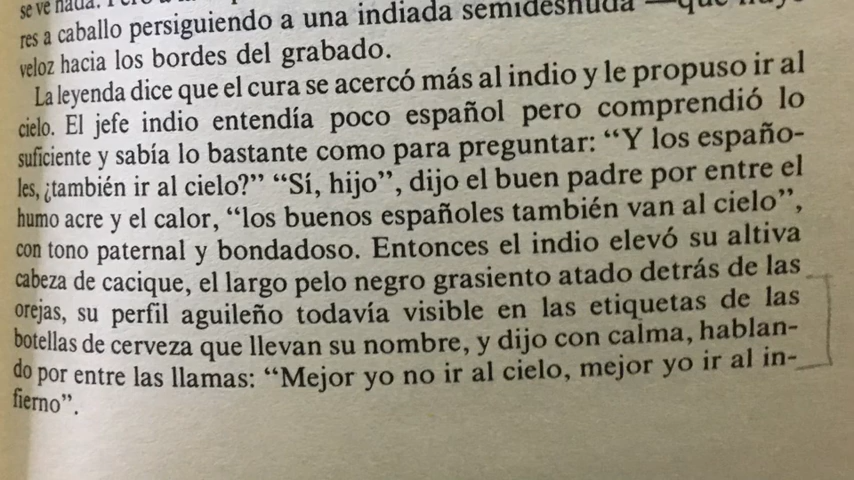 se ve nada.
res a caballo persiguiendo a una indiada semidesnuda —que huye
veloz hacia los bordes del grabado.
La leyenda dice que el cura se acercó más al indio y le propuso ir al
cielo. El jefe indio entendía poco español pero comprendió lo
suficiente y sabía lo bastante como para preguntar: “Y los españo-
les, ¿también ir al cielo?” “Sí, hijo”, dijo el buen padre por entre el
humo acre y el calor, “los buenos españoles también van al cielo”,
con tono paternal y bondadoso. Entonces el indio elevó su altiva
cabeza de cacique, el largo pelo negro grasiento atado detrás de las
orejas, su perfil aguileño todavía visible en las etiquetas de las
botellas de cerveza que llevan su nombre, y dijo con calma, hablan-
do por entre las llamas: “Mejor yo no ir al cielo, mejor yo ir al in-
fierno”.